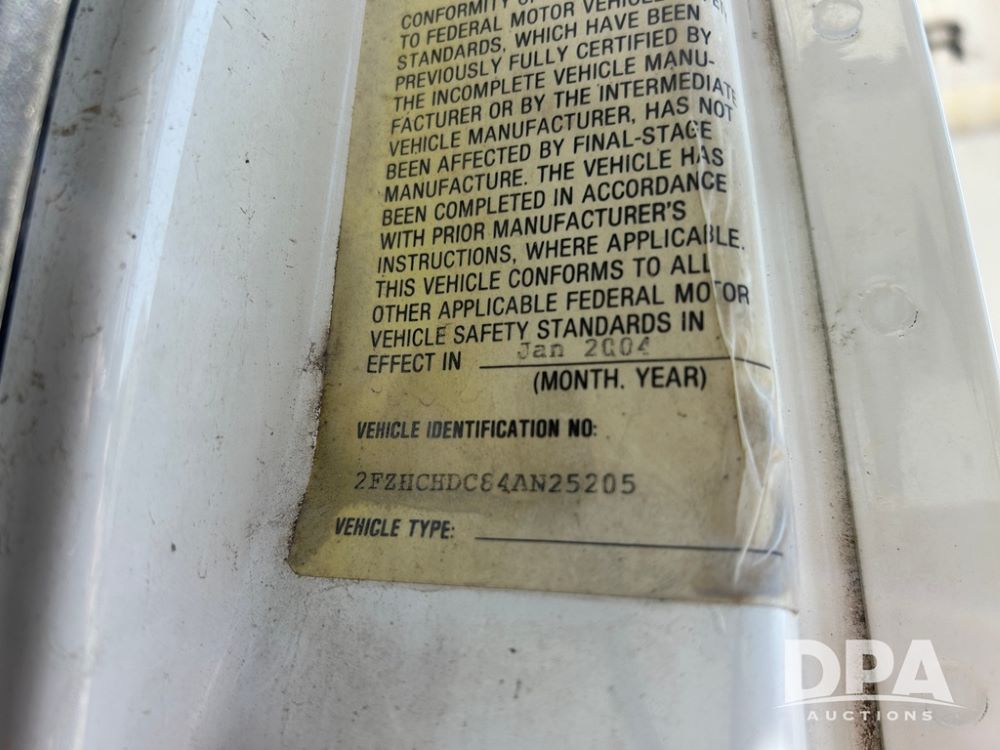 CONFORMITY
TO FEDERAL MOTOR
STANDARDS, WHICH HAVE BEEN
PREVIOUSLY FULLY CERTIFIED BY
THE INCOMPLETE VEHICLE MANU-
FACTURER OR BY THE INTERMEDIATE
VEHICLE MANUFACTURER, HAS NOT
BEEN AFFECTED BY FINAL-STAGE
MANUFACTURE. THE VEHICLE HAS
BEEN COMPLETED IN ACCORDANCE
WITH PRIOR MANUFACTURER'S
INSTRUCTIONS, WHERE APPLICABLE.
THIS VEHICLE CONFORMS TO ALL
OTHER APPLICABLE FEDERAL MOTOR
VEHICLE SAFETY STANDARDS IN
EFFECT IN Jan 2004
(MONTH. YEAR)
VEHICLE IDENTIFICATION NO:
2FZHCHDC84AN25205
VEHICLE TYPE:
DPA
AUCTIONS